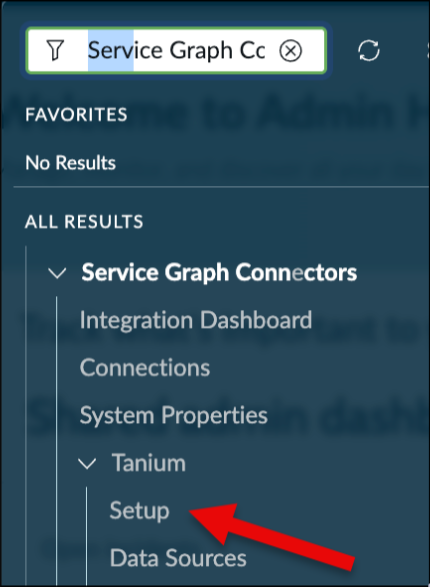 Service Graph Cc
FAVORITES
No Results
ALL RESULTS
Service Graph Connectors
Integration Dashboard
Connections
System Properties
Tanium
Setup
Data Sources